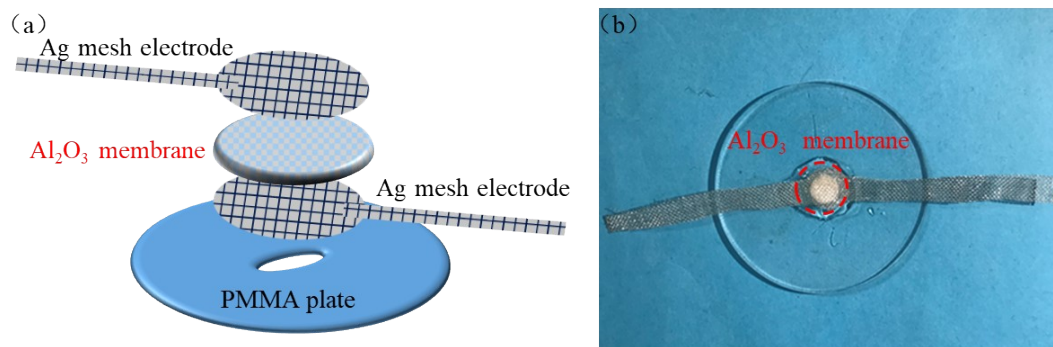 (a)
Ag mesh electrode
Al₂O₃ membrane
Ag mesh electrode
PMMA plate
(b)
Al₂O₃ membrane